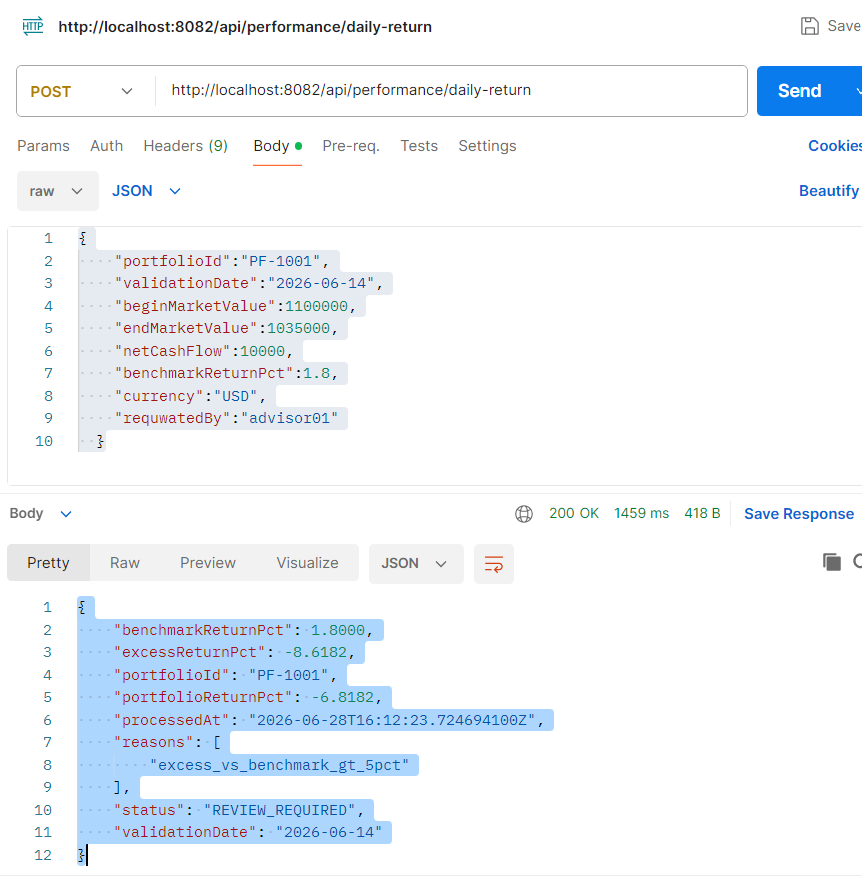 HTTP http://localhost:8082/api/performance/daily-return Save
POST http://localhost:8082/api/performance/daily-return Send
Params Auth Headers (9) Body Pre-req. Tests Settings Cookies
raw JSON Beautify
1 {
2 "portfolioId":"PF-1001",
3 "validationDate":"2026-06-14",
4 "beginMarketValue":1100000,
5 "endMarketValue":1035000,
6 "netCashFlow":10000,
7 "benchmarkReturnPct":1.8,
8 "currency":"USD",
9 "requwatedBy":"advisor01"
10 }
Body 200 OK 1459 ms 418 B Save Response
Pretty Raw Preview Visualize JSON
1 {
2 "benchmarkReturnPct": 1.8000,
3 "excessReturnPct": -8.6182,
4 "portfolioId": "PF-1001",
5 "portfolioReturnPct": -6.8182,
6 "processedAt": "2026-06-28T16:12:23.724694100Z",
7 "reasons": [
8 "excess_vs_benchmark_gt_5pct"
9 ],
10 "status": "REVIEW_REQUIRED",
11 "validationDate": "2026-06-14"
12 }